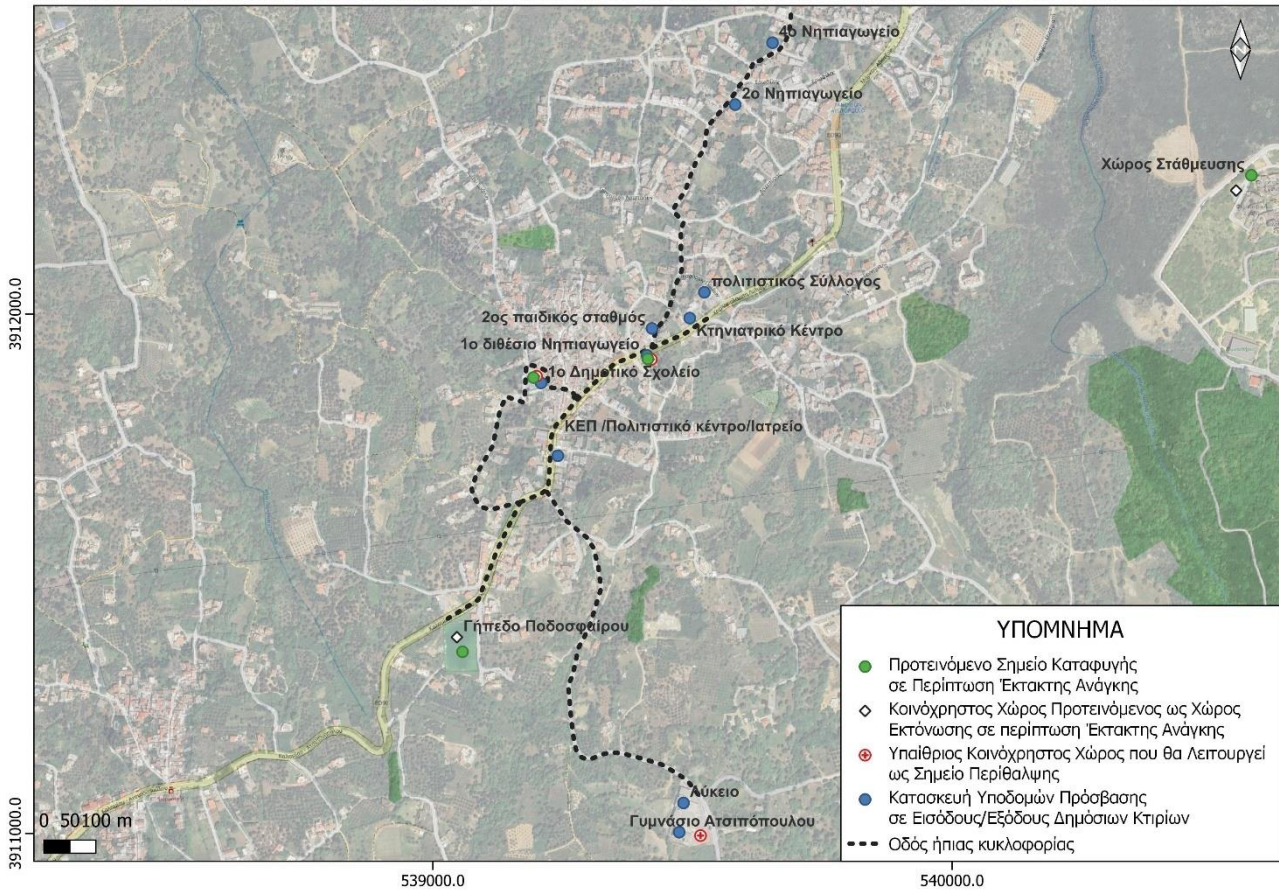 4ο Νηπιαγωγείο
2ο Νηπιαγωγείο
Χώρος Στάθμευσης
πολιτιστικός Σύλλογος
2ος παιδικός σταθμός
Κτηνιατρικό Κέντρο
1ο διθέσιο Νηπιαγωγείο
1ο Δημοτικό Σχολείο
ΚΕΠ /Πολιτιστικό κέντρο/Ιατρείο
Γήπεδο Ποδοσφαίρου
Λύκειο
Γυμνάσιο Ατσιπόπουλου
3912000.0
3911000.0
539000.0
540000.0
0 50100 m
ΥΠΟΜΝΗΜΑ
Προτεινόμενο Σημείο Καταφυγής
σε Περίπτωση Έκτακτης Ανάγκης
Κοινόχρηστος Χώρος Προτεινόμενος ως Χώρος
Εκτόνωσης σε περίπτωση Έκτακτης Ανάγκης
Υπαίθριος Κοινόχρηστος Χώρος που θα Λειτουργεί
ως Σημείο Περίθαλψης
Κατασκευή Υποδομών Πρόσβασης
σε Εισόδους/Εξόδους Δημόσιων Κτιρίων
Οδός ήπιας κυκλοφορίας